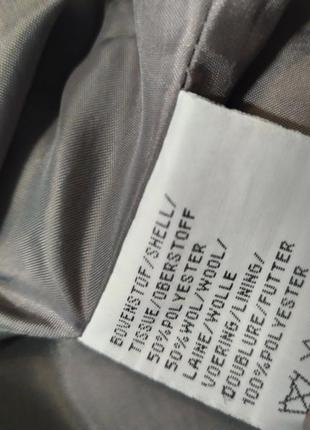 BOVENSTOF/SHELL/
TISSUE/OBERSTOFF
50%POLYESTER
50%WOL/WOOL/
LAINE/WOLLE
VOERING/LINING/
DOUBLURE/FUTTER
100%POLYESTER